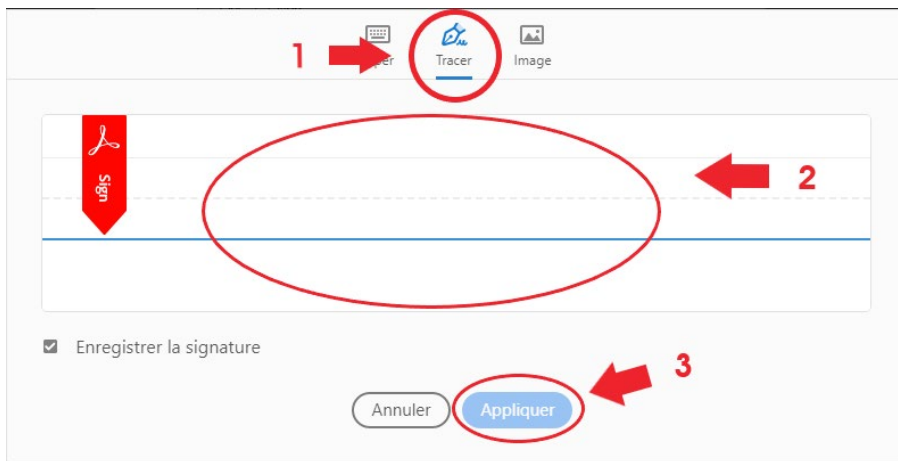 1
Tracer
Image
Sign
2
Enregistrer la signature
3
Annuler
Appliquer